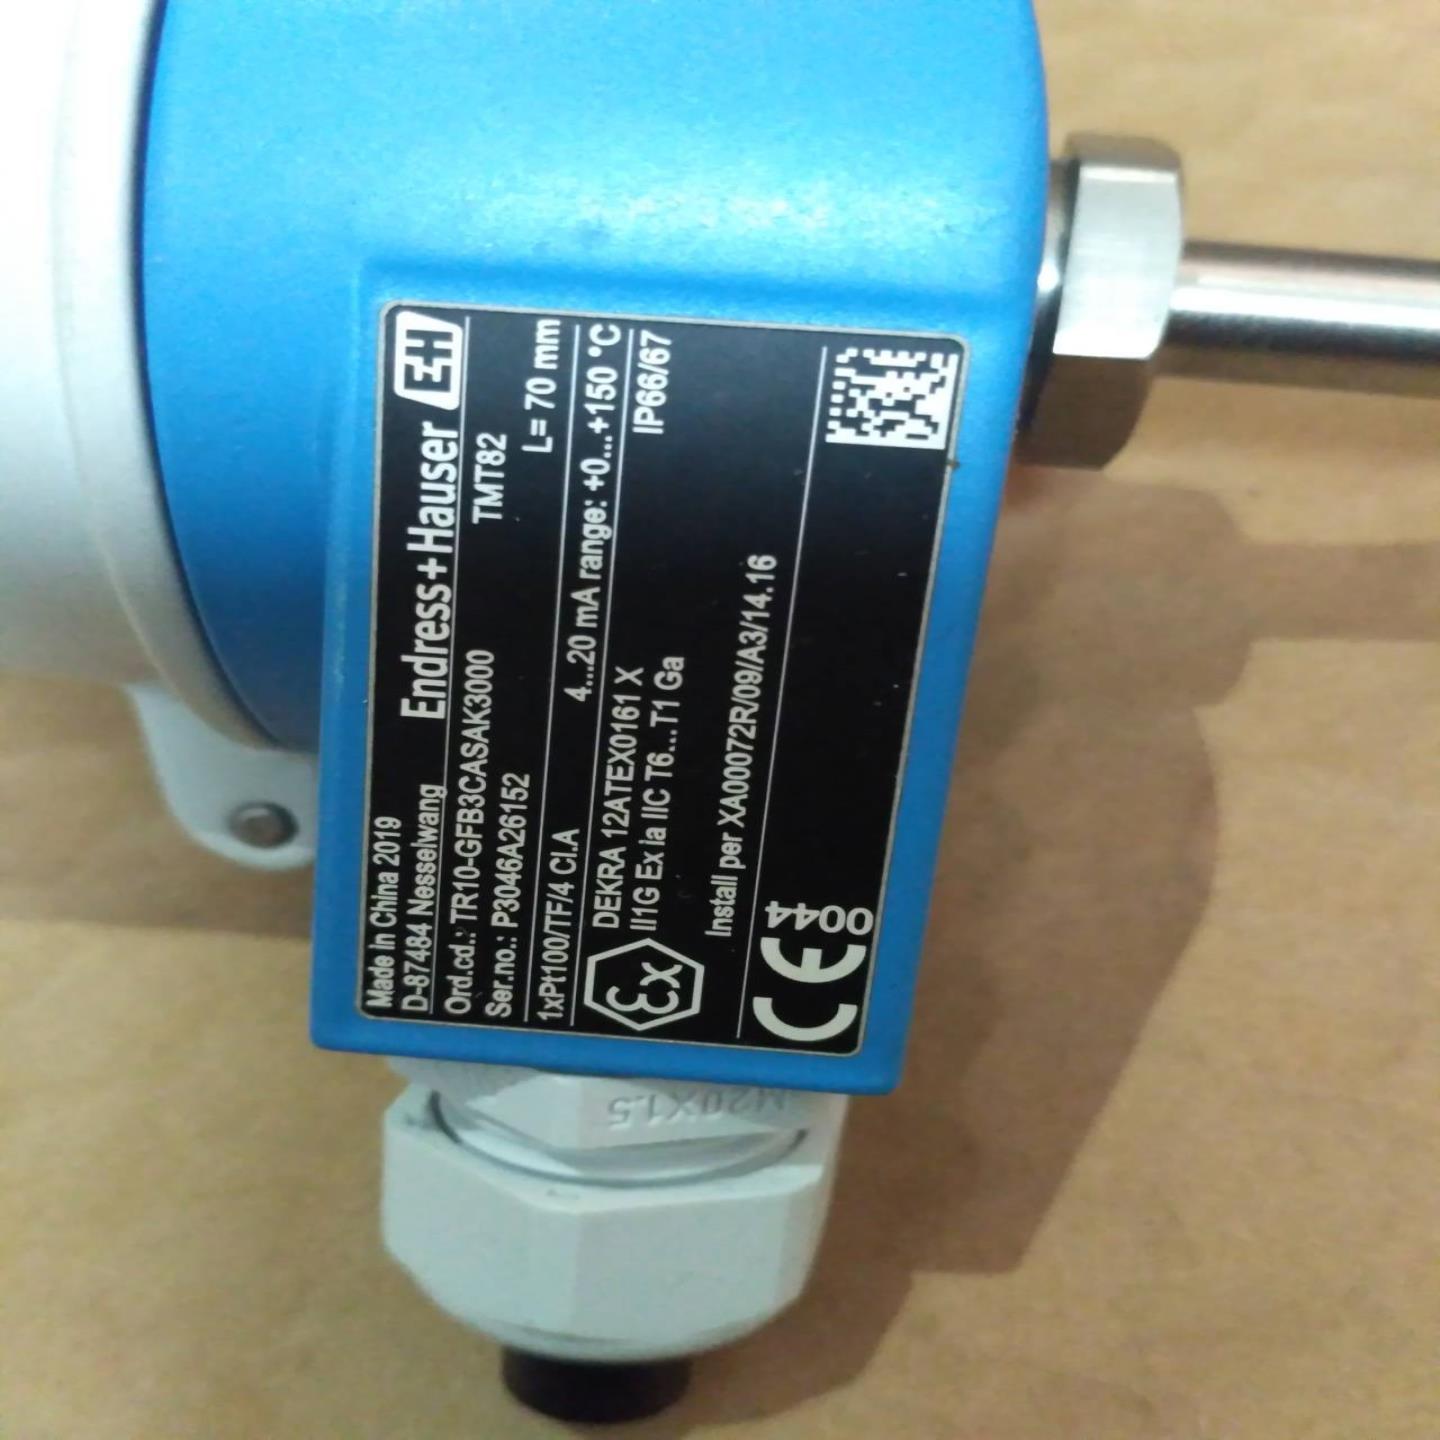 Made in China 2019
D-87484 Nesselwang Endress+Hauser EH
Ord.cd.: TR10-GFB3CASAK3000
Ser.no.: P3046A26152 TMT82
1xPt100/TF/4 Cl.A L= 70 mm
4...20 mA range: +0...+150 °C
εx DEKRA 12ATEX0161 X IP66/67
II1G Ex ia IIC T6...T1 Ga
Install per XA00072R/09/A3/14.16
CE 0044
M20X1.5